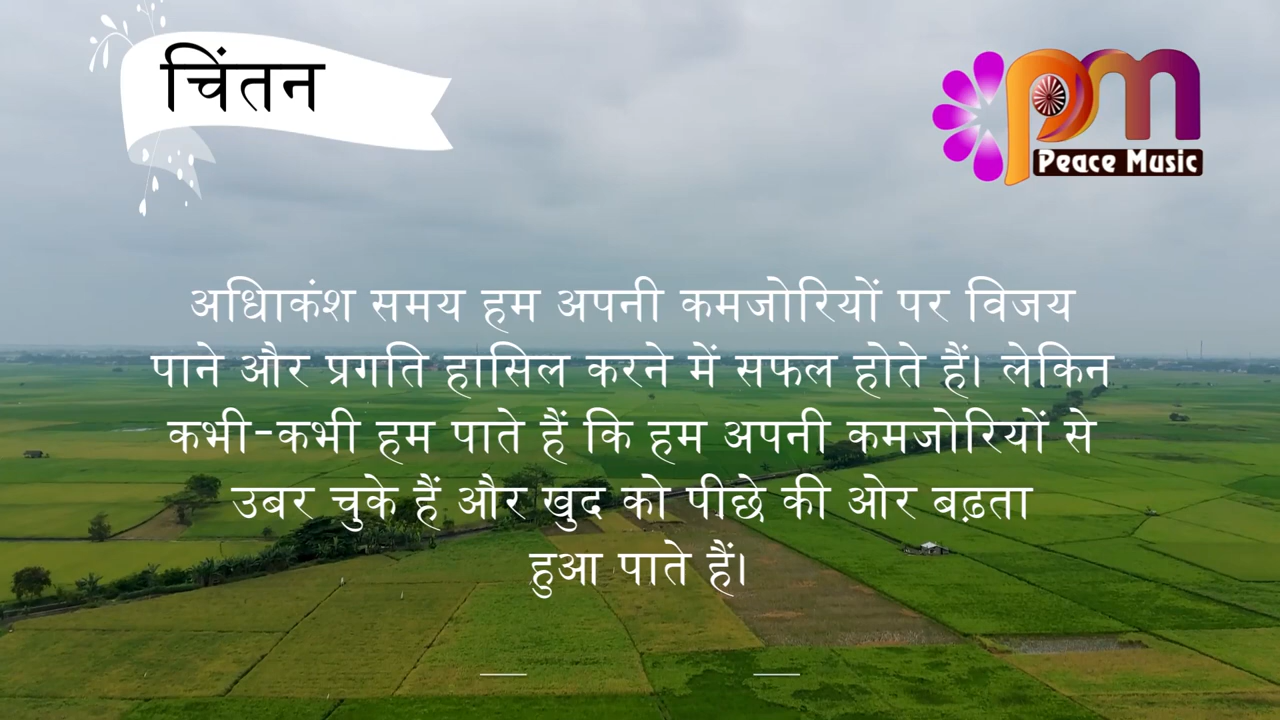 चिंतन
pm
Peace Music
अधिाकंश समय हम अपनी कमजोरियों पर विजय
पाने और प्रगति हासिल करने में सफल होते हैं। लेकिन
कभी-कभी हम पाते हैं कि हम अपनी कमजोरियों से
उबर चुके हैं और खुद को पीछे की ओर बढ़ता
हुआ पाते हैं।